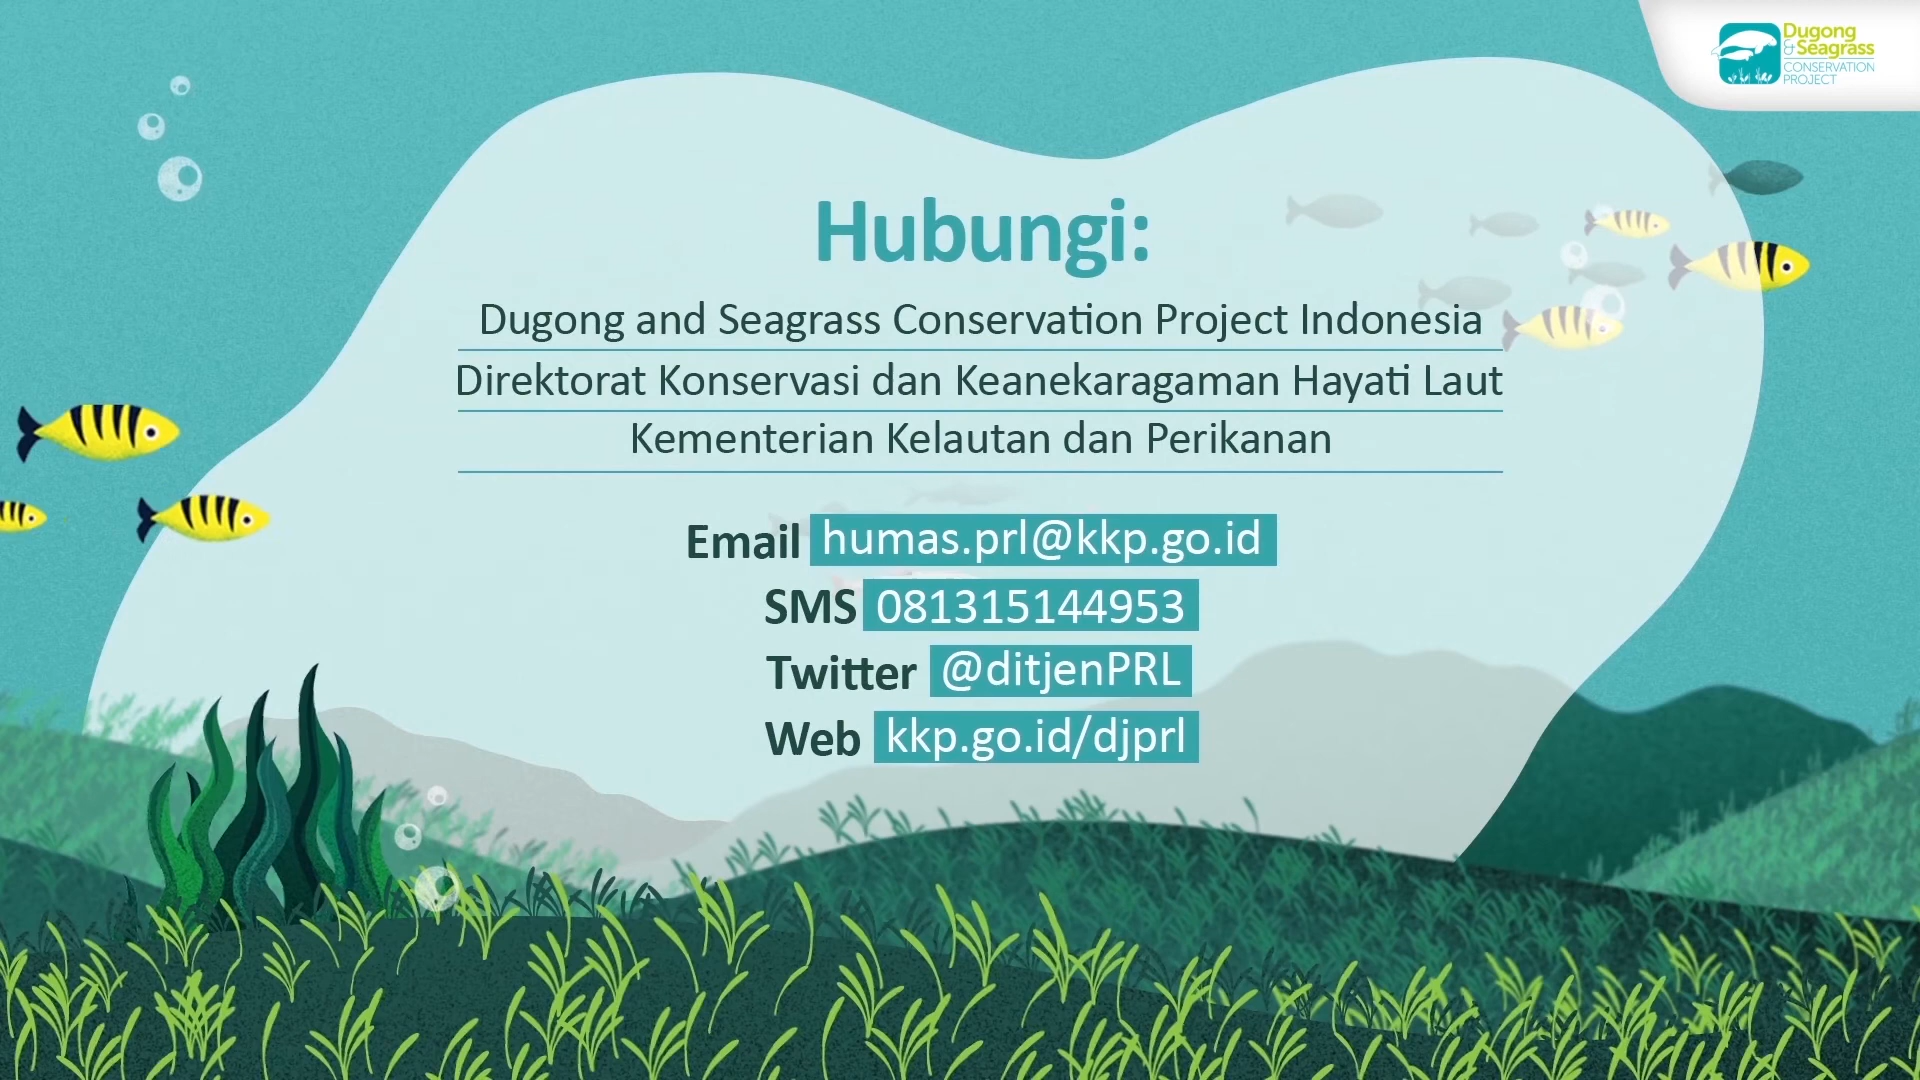 Dugong
& Seagrass
CONSERVATION
PROJECT
Hubungi:
Dugong and Seagrass Conservation Project Indonesia
Direktorat Konservasi dan Keanekaragaman Hayati Laut
Kementerian Kelautan dan Perikanan
Email humas.prl@kkp.go.id
SMS 081315144953
Twitter @ditjenPRL
Web kkp.go.id/djprl